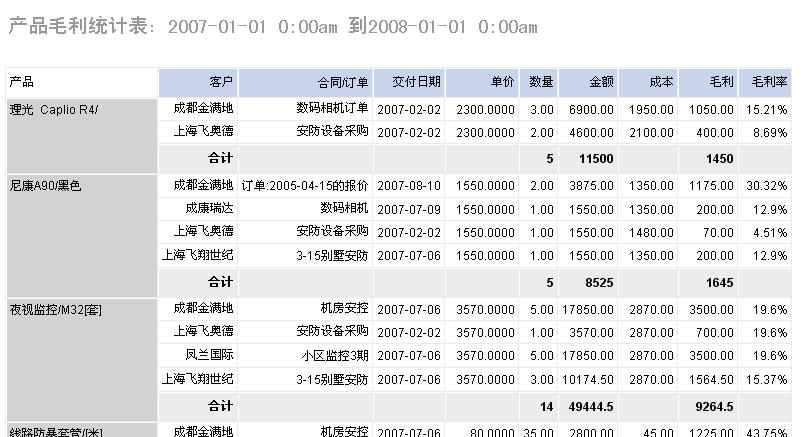 产品毛利统计表: 2007-01-01 0:00am 到2008-01-01 0:00am
产品 客户 合同/订单 交付日期 单价 数量 金额 成本 毛利 毛利率
理光 Caplio R4/ 成都金满地 数码相机订单 2007-02-02 2300.0000 3.00 6900.00 1950.00 1050.00 15.21%
上海飞奥德 安防设备采购 2007-02-02 2300.0000 2.00 4600.00 2100.00 400.00 8.69%
合计 5 11500 1450
尼康A90/黑色 成都金满地 订单:2005-04-15的报价 2007-08-10 1550.0000 2.00 3875.00 1350.00 1175.00 30.32%
成康瑞达 数码相机 2007-07-09 1550.0000 1.00 1550.00 1350.00 200.00 12.9%
上海飞奥德 安防设备采购 2007-02-02 1550.0000 1.00 1550.00 1480.00 70.00 4.51%
上海飞翔世纪 3-15别墅安防 2007-07-06 1550.0000 1.00 1550.00 1350.00 200.00 12.9%
合计 5 8525 1645
夜视监控/M32[套] 成都金满地 机房安控 2007-07-06 3570.0000 5.00 17850.00 2870.00 3500.00 19.6%
上海飞奥德 安防设备采购 2007-02-02 3570.0000 1.00 3570.00 2870.00 700.00 19.6%
凤兰国际 小区监控3期 2007-07-06 3570.0000 5.00 17850.00 2870.00 3500.00 19.6%
上海飞翔世纪 3-15别墅安防 2007-07-06 3570.0000 3.00 10174.50 2870.00 1564.50 15.37%
合计 14 49444.5 9264.5
线路防暴套管/[米] 成都金满地 机房安控 2007-07-06 80.0000 35.00 2800.00 45.00 1225.00 43.75%